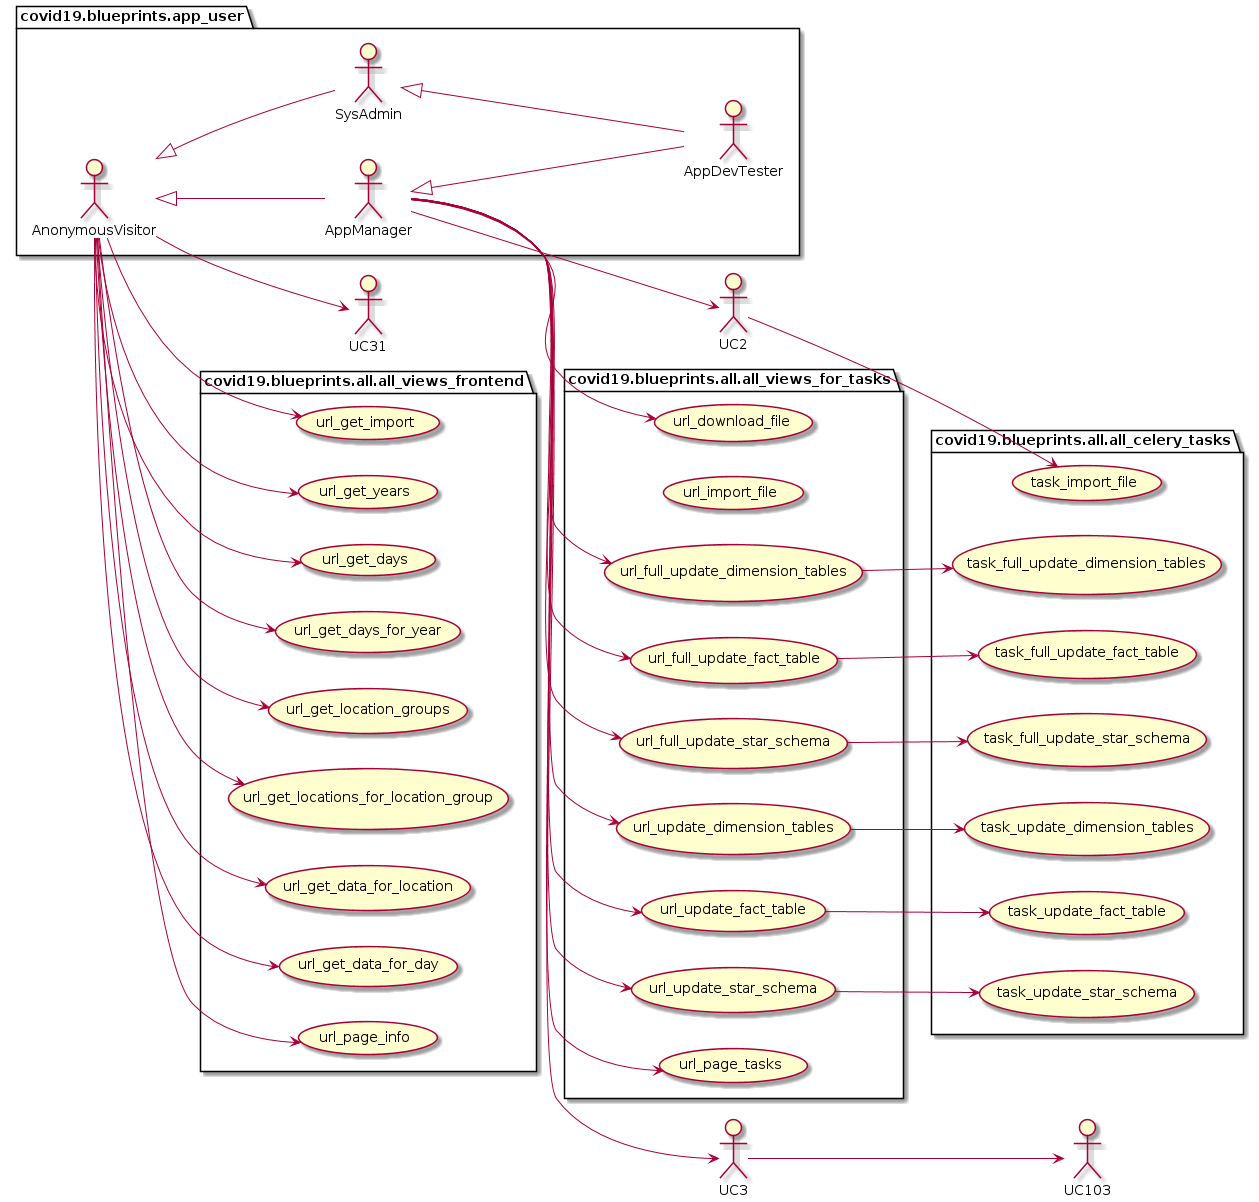 covid19.blueprints.app_user
SysAdmin
AppDevTester
AnonymousVisitor
AppManager
UC31
UC2
covid19.blueprints.all.all_views_frontend
url_get_import
url_get_years
url_get_days
url_get_days_for_year
url_get_location_groups
url_get_locations_for_location_group
url_get_data_for_location
url_get_data_for_day
url_page_info
covid19.blueprints.all.all_views_for_tasks
url_download_file
url_import_file
url_full_update_dimension_tables
url_full_update_fact_table
url_full_update_star_schema
url_update_dimension_tables
url_update_fact_table
url_update_star_schema
url_page_tasks
covid19.blueprints.all.all_celery_tasks
task_import_file
task_full_update_dimension_tables
task_full_update_fact_table
task_full_update_star_schema
task_update_dimension_tables
task_update_fact_table
task_update_star_schema
UC3
UC103